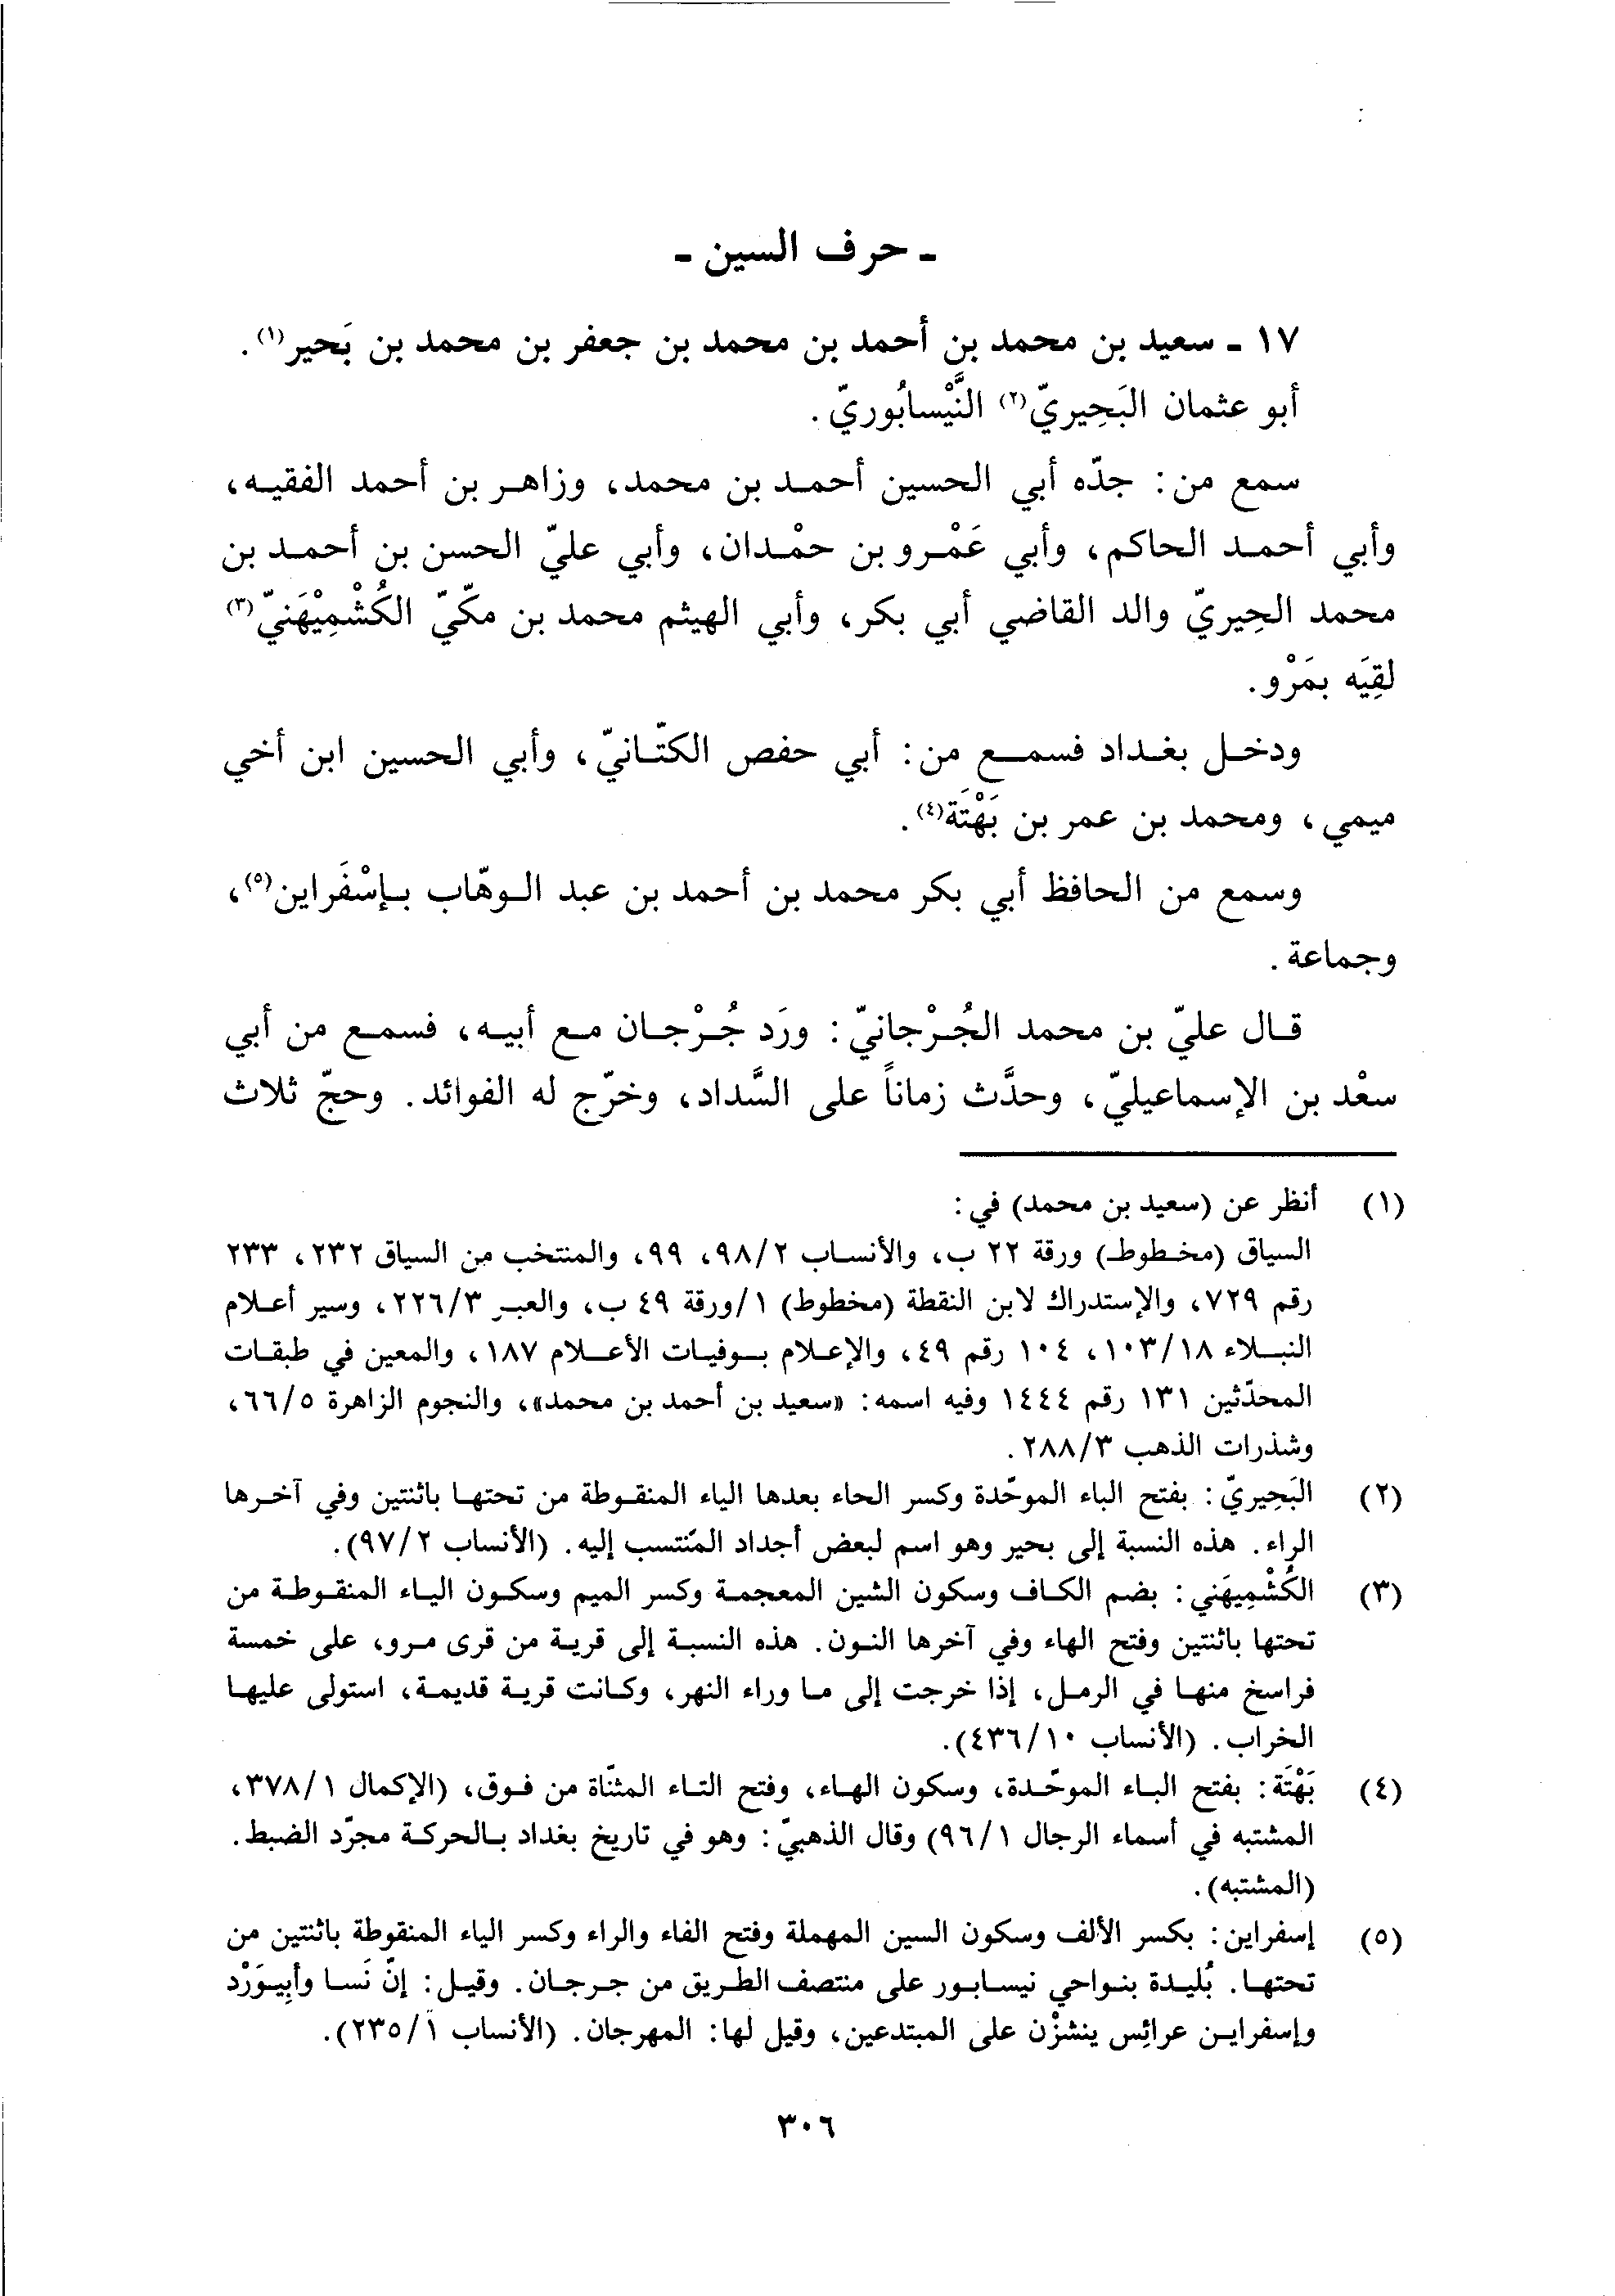 ـ حرف السين ـ
١٧ ـ سعيد بن محمد بن أحمد بن محمد بن جعفر بن محمد بن بَحير(١).
أبو عثمان البَحِيريّ(٢) النَّيْسابُوريّ.
سمع من: جدّه أبي الحسين أحمد بن محمد، وزاهر بن أحمد الفقيه،
وأبي أحمد الحاكم، وأبي عَمْرو بن حمْدان، وأبي عليّ الحسن بن أحمد بن
محمد الحِيريّ والد القاضي أبي بكر، وأبي الهيثم محمد بن مكّيّ الكُشْمِيْهَنيّ(٣)
لقِيَه بمَرْو.
ودخل بغداد فسمع من: أبي حفص الكتّانيّ، وأبي الحسين ابن أخي
ميمي، ومحمد بن عمر بن بَهْتَة(٤).
وسمع من الحافظ أبي بكر محمد بن أحمد بن عبد الوهّاب بإسْفَراين(٥)،
وجماعة.
قال عليّ بن محمد الجُرْجانيّ: ورَد جُرْجان مع أبيه، فسمع من أبي
سعْد بن الإسماعيليّ، وحدَّث زماناً على السَّداد، وخرّج له الفوائد. وحجّ ثلاث
(١) أنظر عن (سعيد بن محمد) في:
السياق (مخطوط) ورقة ٢٢ ب، والأنساب ٩٨/٢، ٩٩، والمنتخب من السياق ٢٣٢، ٢٣٣
رقم ٧٢٩، والإستدراك لابن النقطة (مخطوط) ١/ورقة ٤٩ ب، والعبر ٢٢٦/٣، وسير أعلام
النبلاء ١٠٣/١٨، ١٠٤ رقم ٤٩، والإعلام بوفيات الأعلام ١٨٧، والمعين في طبقات
المحدّثين ١٣١ رقم ١٤٤٤ وفيه اسمه: «سعيد بن أحمد بن محمد»، والنجوم الزاهرة ٦٦/٥،
وشذرات الذهب ٢٨٨/٣.
(٢) البَحِيريّ: بفتح الباء الموحّدة وكسر الحاء بعدها الياء المنقوطة من تحتها باثنتين وفي آخرها
الراء. هذه النسبة إلى بحير وهو اسم لبعض أجداد المنتسب إليه. (الأنساب ٩٧/٢).
(٣) الكُشْمِيهَني: بضم الكاف وسكون الشين المعجمة وكسر الميم وسكون الياء المنقوطة من
تحتها باثنتين وفتح الهاء وفي آخرها النون. هذه النسبة إلى قرية من قرى مرو، على خمسة
فراسخ منها في الرمل، إذا خرجت إلى ما وراء النهر، وكانت قرية قديمة، استولى عليها
الخراب. (الأنساب ٤٣٦/١٠).
(٤) بَهْتَة: بفتح الباء الموحّدة، وسكون الهاء، وفتح التاء المثنّاة من فوق، (الإكمال ٣٧٨/١،
المشتبه في أسماء الرجال ٩٦/١) وقال الذهبيّ: وهو في تاريخ بغداد بالحركة مجرّد الضبط.
(المشتبه).
(٥) إسفراين: بكسر الألف وسكون السين المهملة وفتح الفاء والراء وكسر الياء المنقوطة باثنتين من
تحتها. بُليدة بنواحي نيسابور على منتصف الطريق من جرجان. وقيل: إنّ نَسا وأبِيوَرْد
وإسفراين عرائِس ينشزْن على المبتدعين، وقيل لها: المهرجان. (الأنساب ٢٣٥/١).
٣٠٦